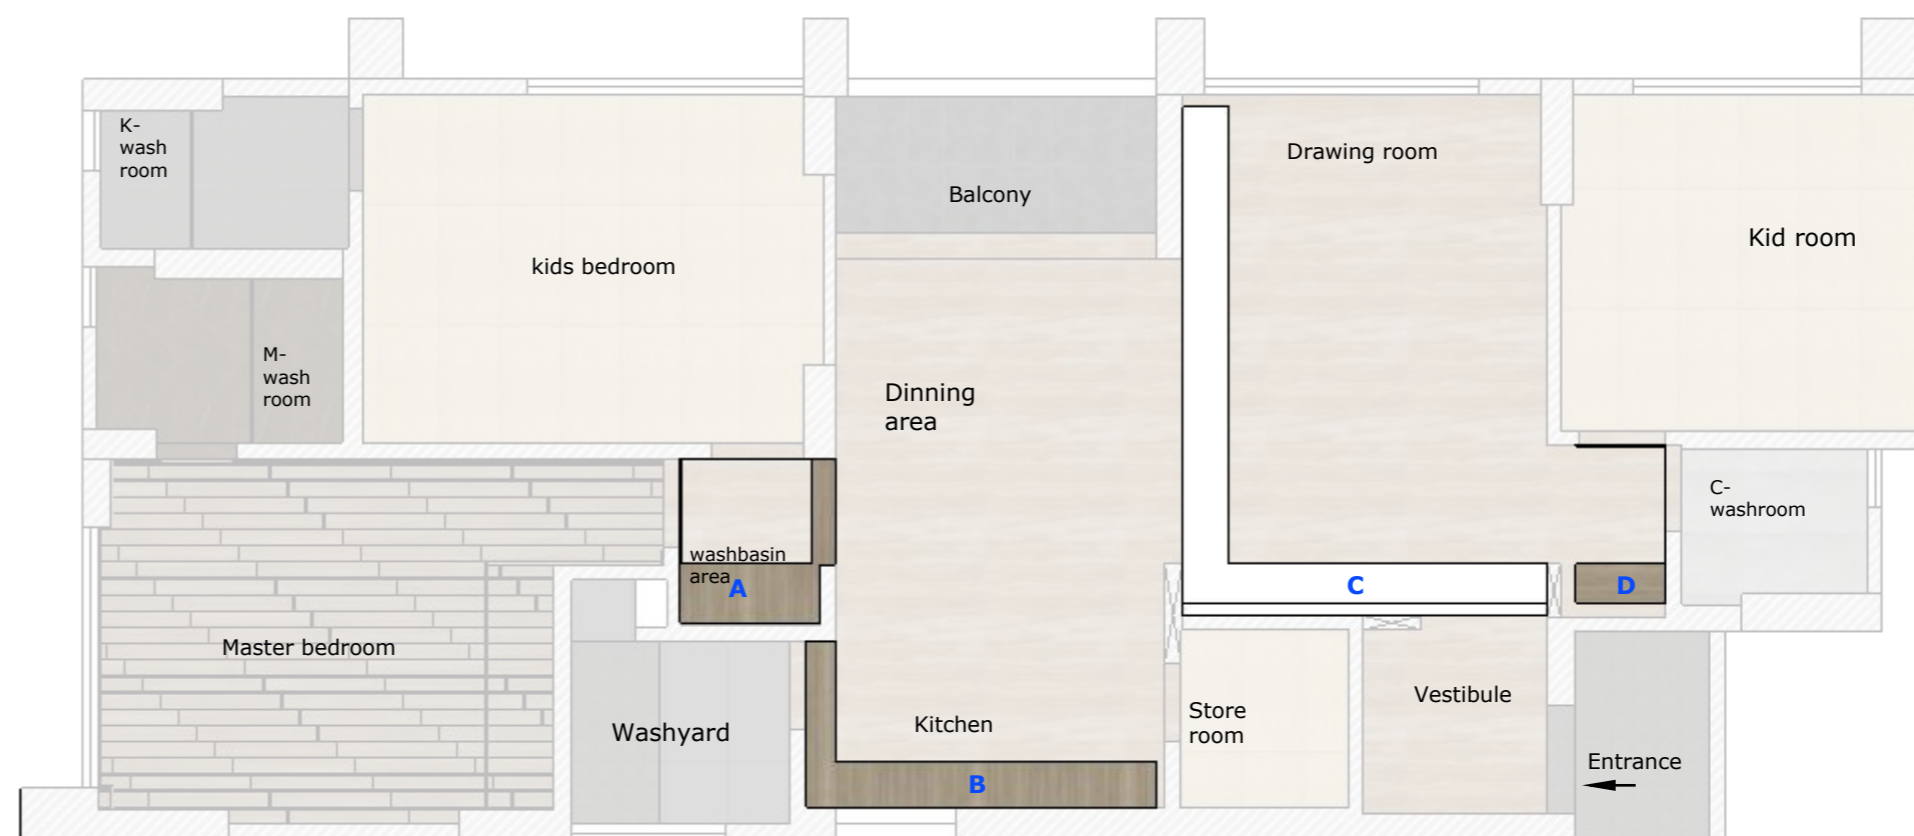 K-
wash
room
Drawing room
Balcony
Kid room
kids bedroom
M-
wash
room
Dinning
area
C-
washroom
washbasin
area
A
C
D
Master bedroom
Washyard
Kitchen
Store
room
Vestibule
Entrance
B